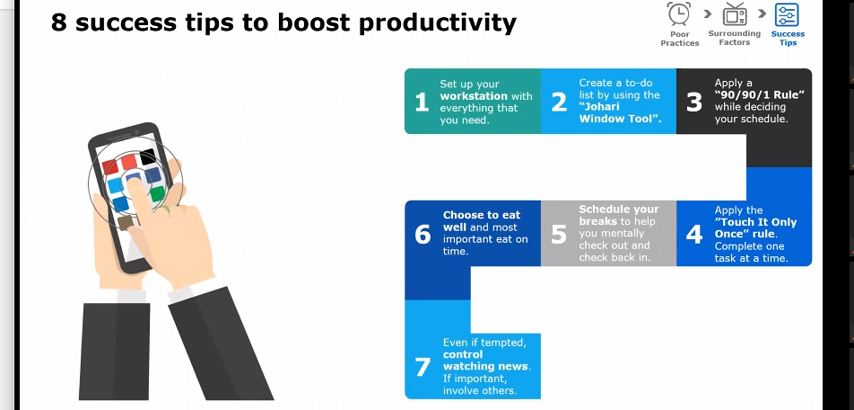 8 success tips to boost productivity
Poor
Practices
Surrounding
Factors
Success
Tips
1
Set up your
workstation with
everything that
you need.
2
Create a to-do
list by using the
“Johari
Window Tool”.
3
Apply a
“90/90/1 Rule”
while deciding
your schedule.
4
Apply the
“Touch It Only
Once” rule.
Complete one
task at a time.
5
Schedule your
breaks to help
you mentally
check out and
check back in.
6
Choose to eat
well and most
important eat on
time.
7
Even if tempted,
control
watching news.
If important,
involve others.